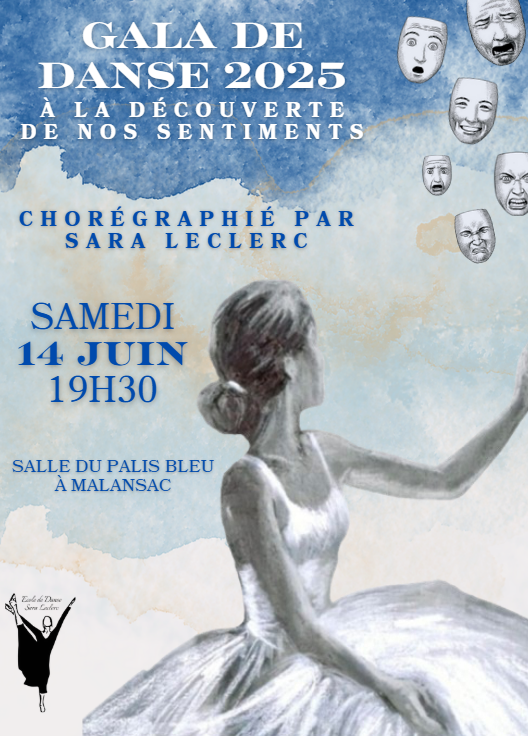 GALA DE
DANSE 2025
À LA DÉCOUVERTE
DE NOS SENTIMENTS
CHORÉGRAPHIÉ PAR
SARA LECLERC
SAMEDI
14 JUIN
19H30
SALLE DU PALIS BLEU
À MALANSAC
Ecole de Danse
Sara Leclerc